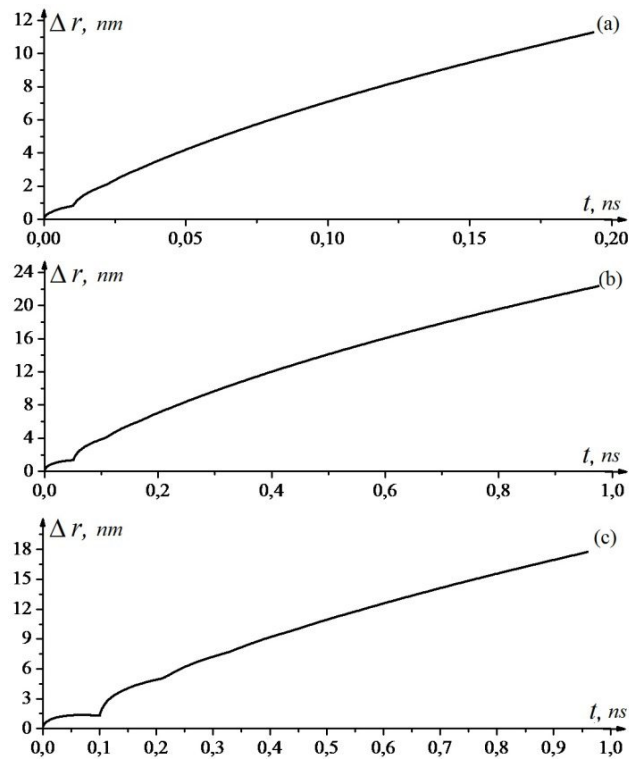 Δ r, nm
(a)
12
10
8
6
4
2
0
t, ns
0,00 0,05 0,10 0,15 0,20
Δ r, nm
(b)
24
20
16
12
8
4
0
t, ns
0,0 0,2 0,4 0,6 0,8 1,0
Δ r, nm
(c)
18
15
12
9
6
3
0
t, ns
0,0 0,1 0,2 0,3 0,4 0,5 0,6 0,7 0,8 0,9 1,0